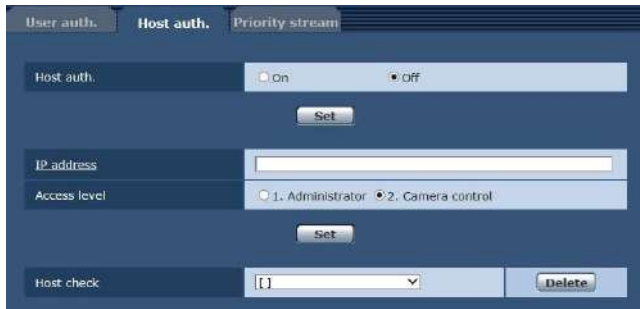 User auth. Host auth. Priority stream
Host auth. On Off
Set
IP address
Access level 1. Administrator 2. Camera control
Set
Host check [ ] Delete